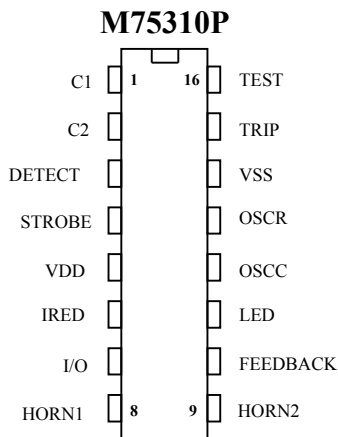 M75310P
C1 1 16 TEST
C2 TRIP
DETECT VSS
STROBE OSCR
VDD OSCC
IRED LED
I/O FEEDBACK
HORN1 8 9 HORN2